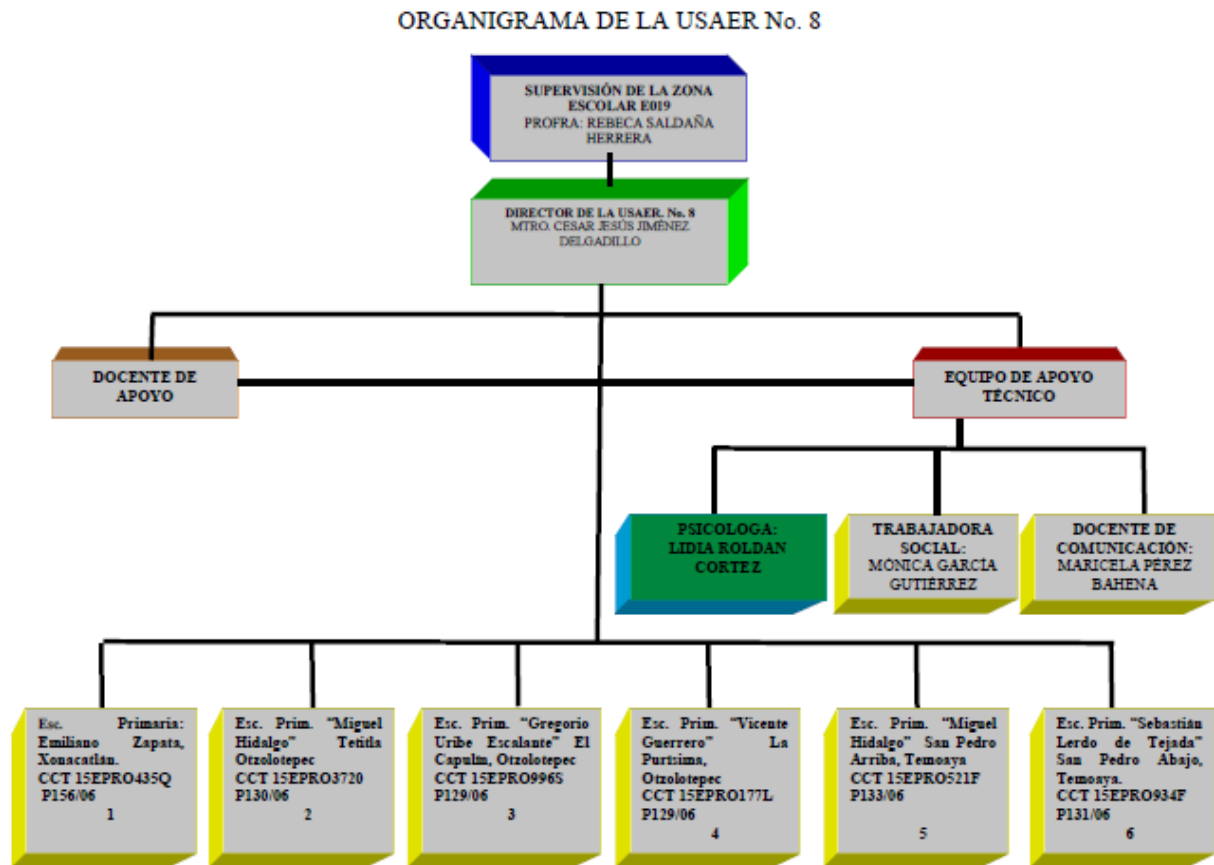 ORGANIGRAMA DE LA USAER No. 8
SUPERVISIÓN DE LA ZONA
ESCOLAR E019
PROFRA: REBECA SALDAÑA
HERRERA
DIRECTOR DE LA USAER. No. 8
MTRO. CESAR JESÚS JIMÉNEZ
DELGADILLO
DOCENTE DE
APOYO
EQUIPO DE APOYO
TÉCNICO
PSICOLOGA:
LIDIA ROLDAN
CORTEZ
TRABAJADORA
SOCIAL:
MÓNICA GARCÍA
GUTIÉRREZ
DOCENTE DE
COMUNICACIÓN:
MARICELA PÉREZ
BAHENA
Esc. Primaria:
Emiliano Zapata,
Xonacatlán.
CCT 15EPRO435Q
P156/06
1
Esc. Prim. “Miguel
Hidalgo” Tetitla
Otzolotepec
CCT 15EPRO3720
P130/06
2
Esc. Prim. “Gregorio
Uribe Escalante” El
Capulín, Otzolotepec
CCT 15EPRO996S
P129/06
3
Esc. Prim. “Vicente
Guerrero” La
Purísima,
Otzolotepec
CCT 15EPRO177L
P129/06
4
Esc. Prim. “Miguel
Hidalgo” San Pedro
Arriba, Temoaya
CCT 15EPRO521F
P133/06
5
Esc. Prim. “Sebastián
Lerdo de Tejada”
San Pedro Abajo,
Temoaya.
CCT 15EPRO934F
P131/06
6